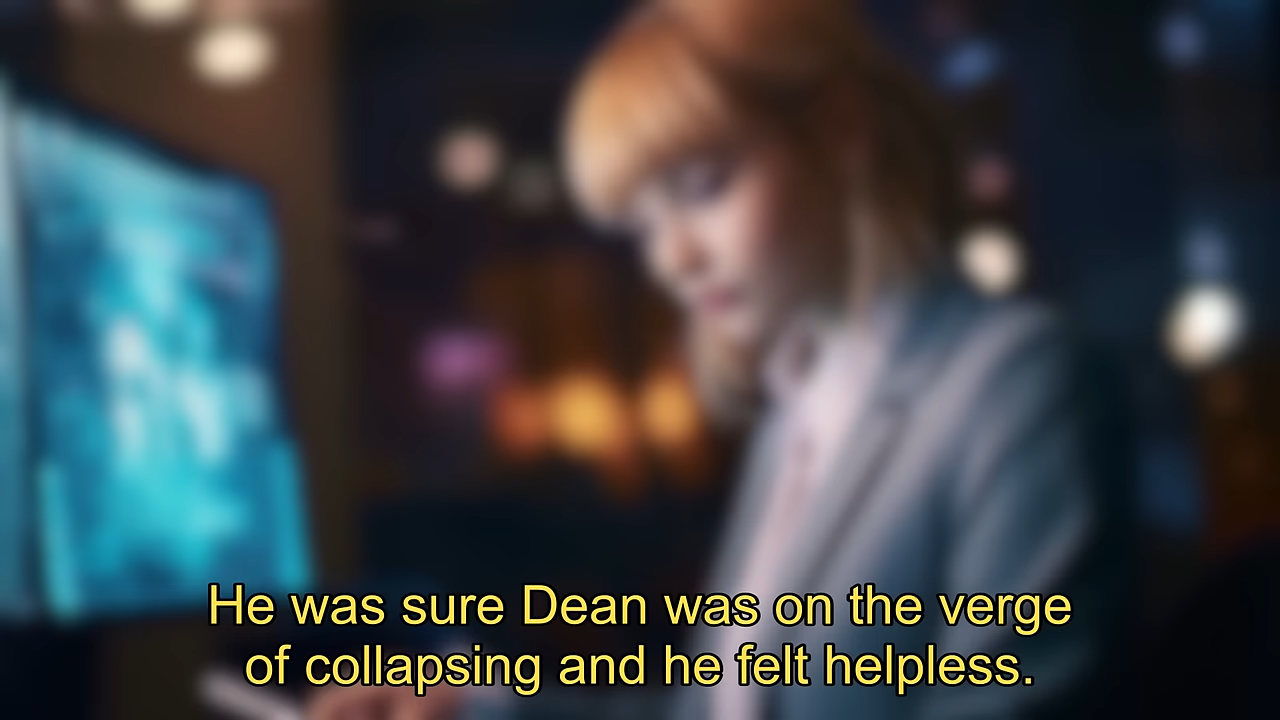 He was sure Dean was on the verge
of collapsing and he felt helpless.